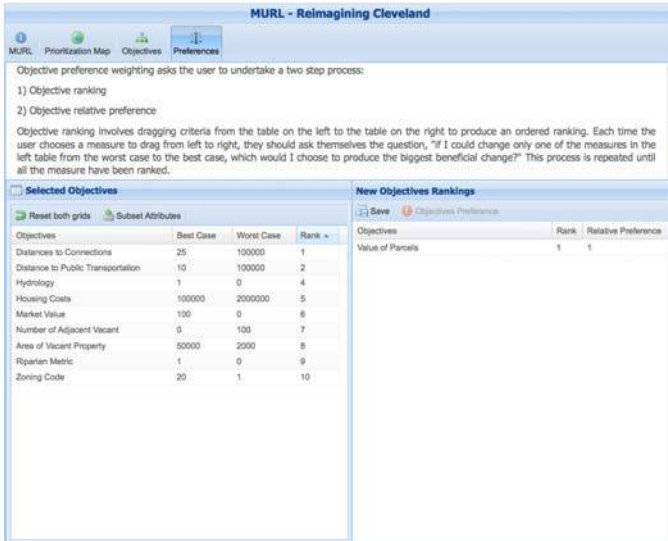 MURL - Reimagining Cleveland
MURL Prioritization Map Objectives Preferences
Objective preference weighting asks the user to undertake a two step process:
1) Objective ranking
2) Objective relative preference
Objective ranking involves dragging criteria from the table on the left to the table on the right to produce an ordered ranking. Each time the
user chooses a measure to drag from left to right, they should ask themselves the question, "if I could change only one of the measures in the
left table from the worst case to the best case, which would I choose to produce the biggest beneficial change?" This process is repeated until
all the measure have been ranked.
Selected Objectives
Reset both grids Subset Attributes
Objectives Best Case Worst Case Rank
Distances to Connections 25 100000 1
Distance to Public Transportation 10 100000 2
Hydrology 1 0 4
Housing Costs 100000 2000000 5
Market Value 100 0 6
Number of Adjacent Vacant 0 100 7
Area of Vacant Property 50000 2000 8
Riparian Metric 1 0 9
Zoning Code 20 1 10
New Objectives Rankings
Save Objectives Preference
Objectives Rank Relative Preference
Value of Parcels 1 1